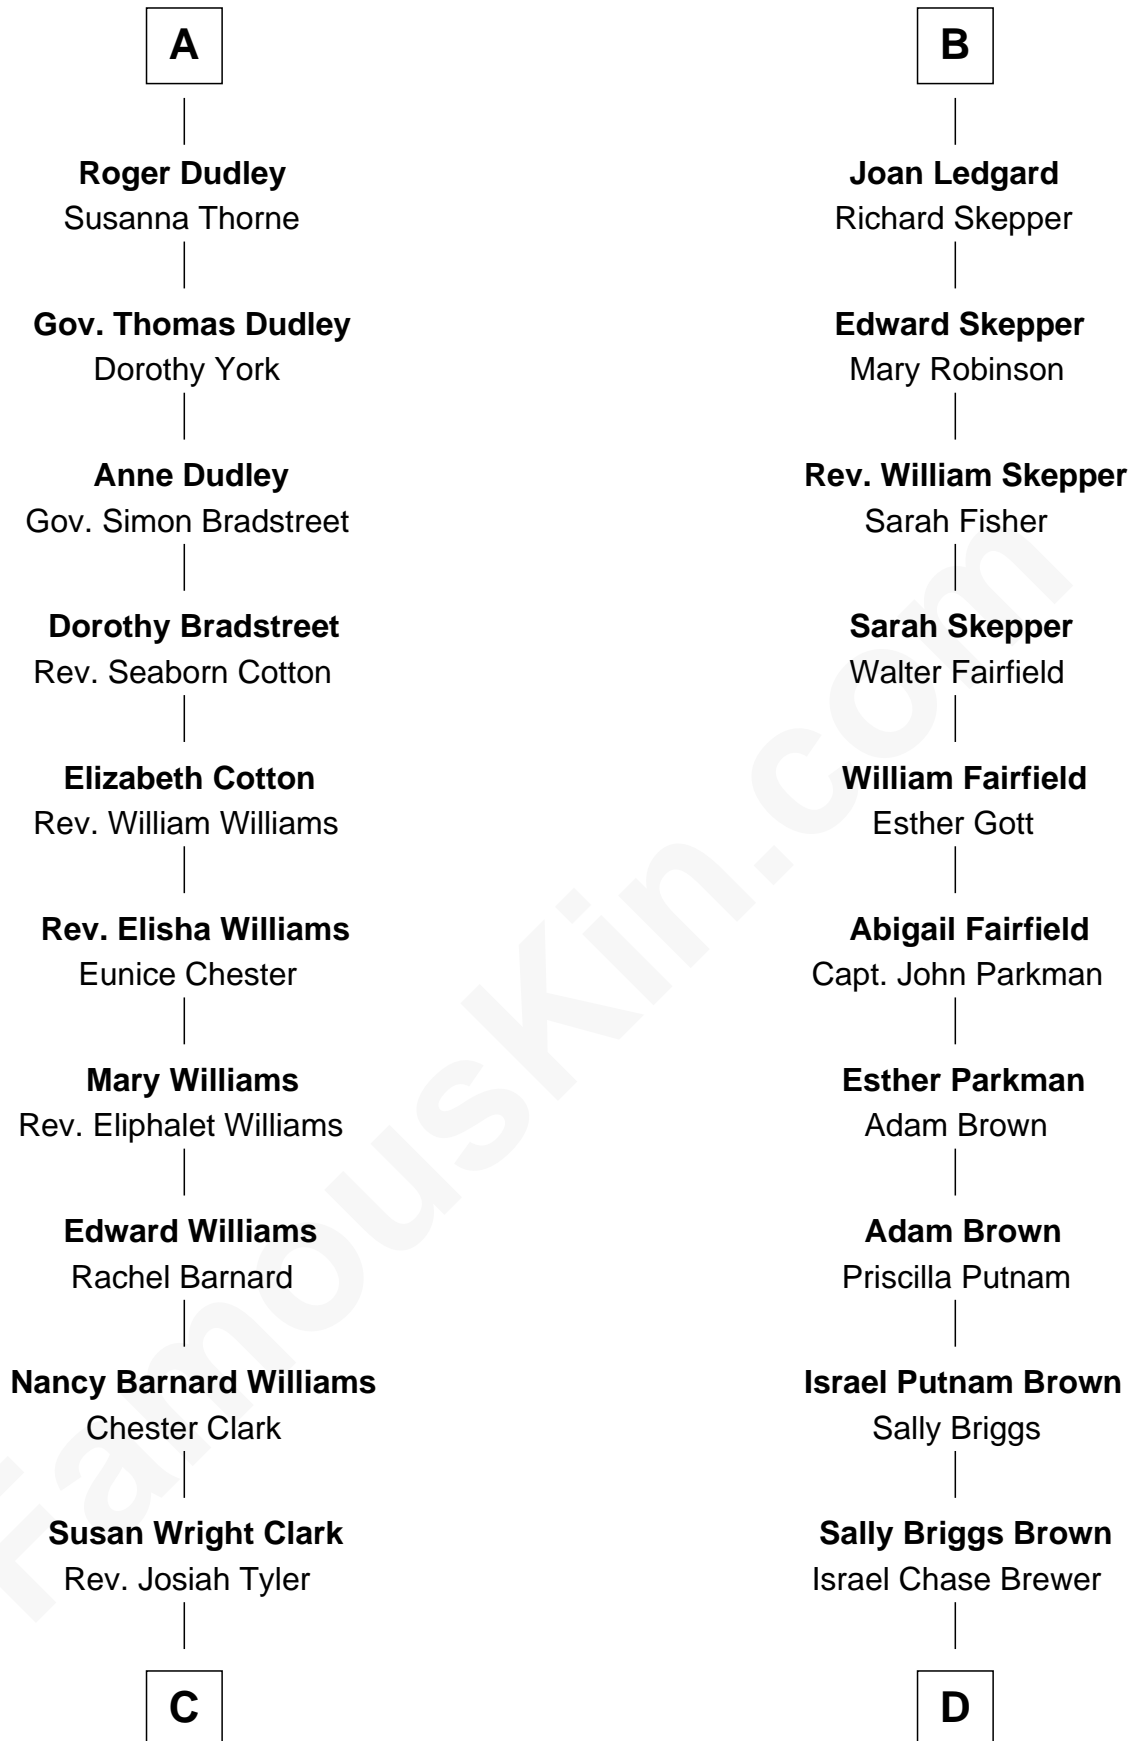 A
Roger Dudley
Susanna Thorne
Gov. Thomas Dudley
Dorothy York
Anne Dudley
Gov. Simon Bradstreet
Dorothy Bradstreet
Rev. Seaborn Cotton
Elizabeth Cotton
Rev. William Williams
Rev. Elisha Williams
Eunice Chester
Mary Williams
Rev. Eliphalet Williams
Edward Williams
Rachel Barnard
Nancy Barnard Williams
Chester Clark
Susan Wright Clark
Rev. Josiah Tyler
C
B
Joan Ledgard
Richard Skepper
Edward Skepper
Mary Robinson
Rev. William Skepper
Sarah Fisher
Sarah Skepper
Walter Fairfield
William Fairfield
Esther Gott
Abigail Fairfield
Capt. John Parkman
Esther Parkman
Adam Brown
Adam Brown
Priscilla Putnam
Israel Putnam Brown
Sally Briggs
Sally Briggs Brown
Israel Chase Brewer
D
FamousKin.com